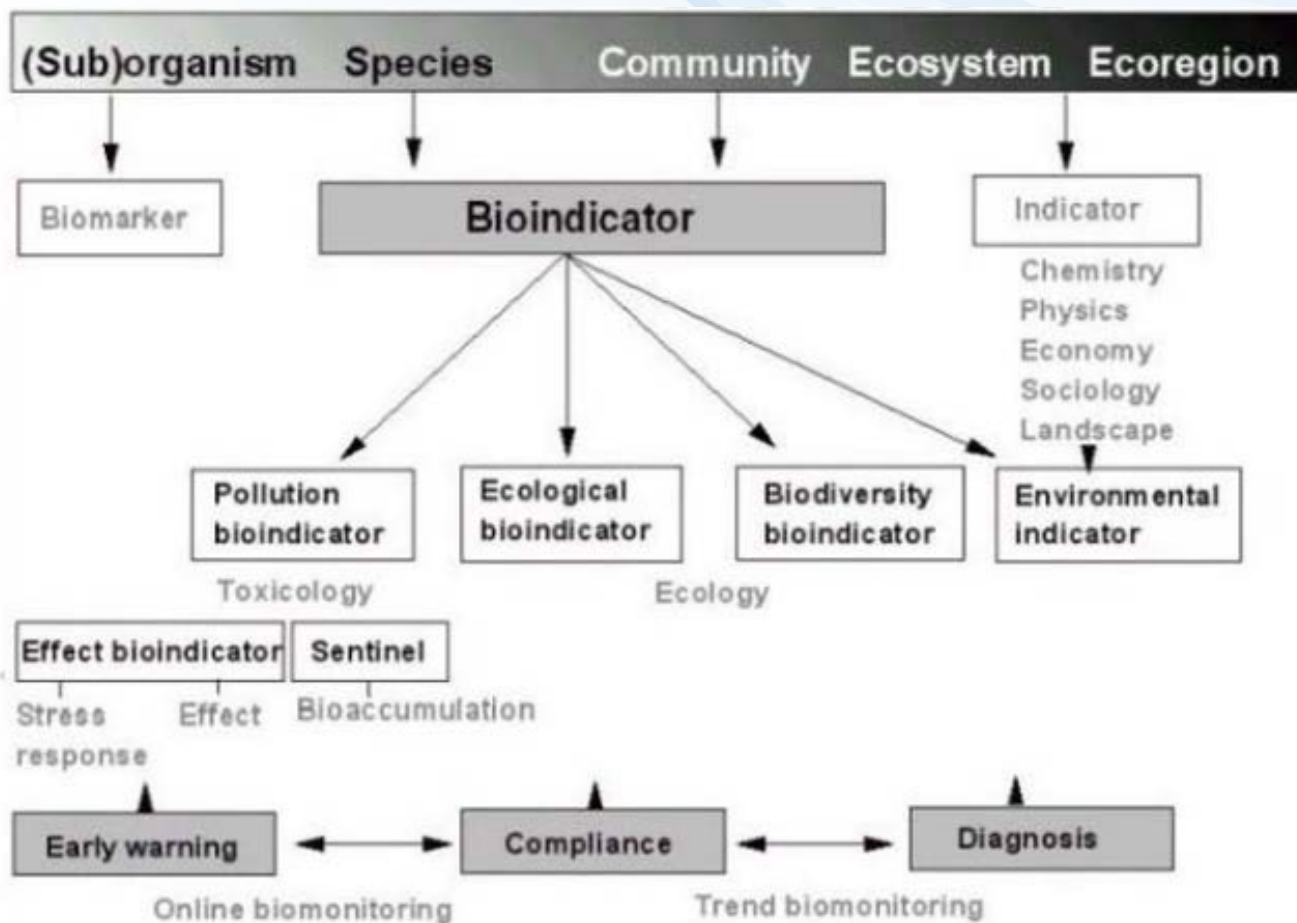 (Sub)organism Species Community Ecosystem Ecoregion
Biomarker
Bioindicator
Indicator
Chemistry
Physics
Economy
Sociology
Landscape
Pollution
bioindicator
Ecological
bioindicator
Biodiversity
bioindicator
Environmental
indicator
Toxicology
Ecology
Effect bioindicator
Sentinel
Stress
response
Effect
Bioaccumulation
Early warning
Compliance
Diagnosis
Online biomonitoring
Trend biomonitoring